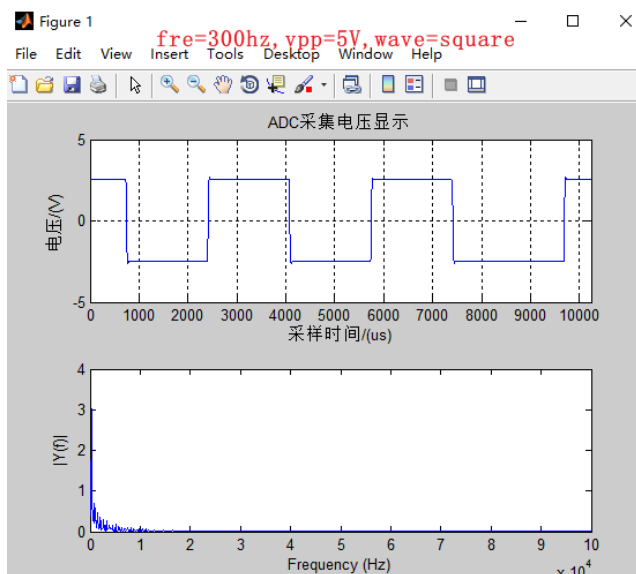 Figure 1
fre=300hz,vpp=5V,wave=square
File Edit View Insert Tools Desktop Window Help
ADC采集电压显示
5
0
-5
电压/(V)
0 1000 2000 3000 4000 5000 6000 7000 8000 9000 10000
采样时间/(us)
4
3
2
1
0
|Y(f)|
0 1 2 3 4 5 6 7 8 9 10
Frequency (Hz)
x 10^4